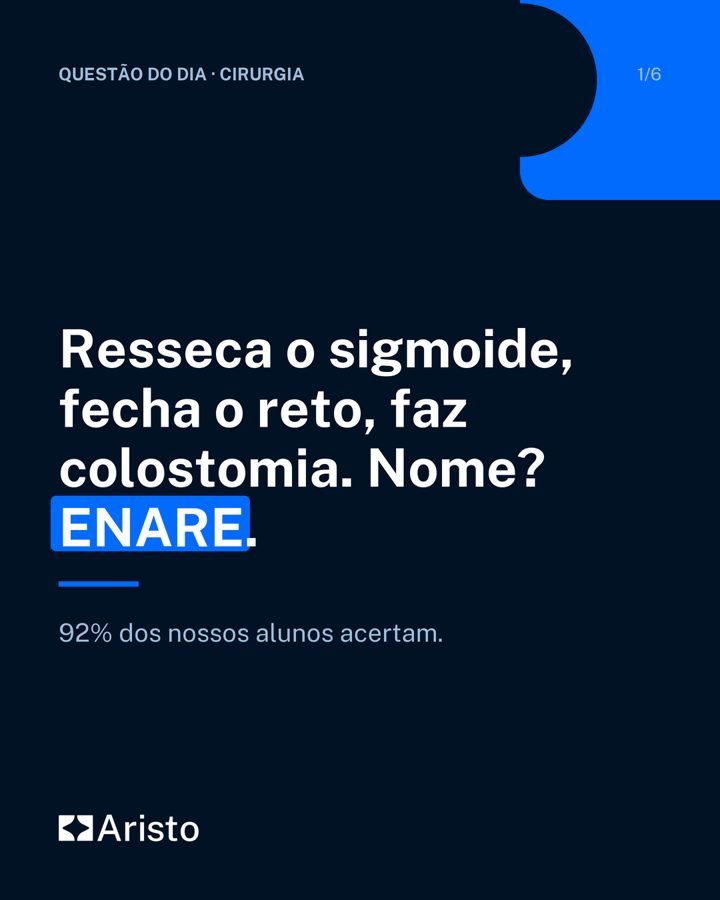 QUESTÃO DO DIA · CIRURGIA
1/6
Resseca o sigmoide,
fecha o reto, faz
colostomia. Nome?
ENARE.
92% dos nossos alunos acertam.
Aristo